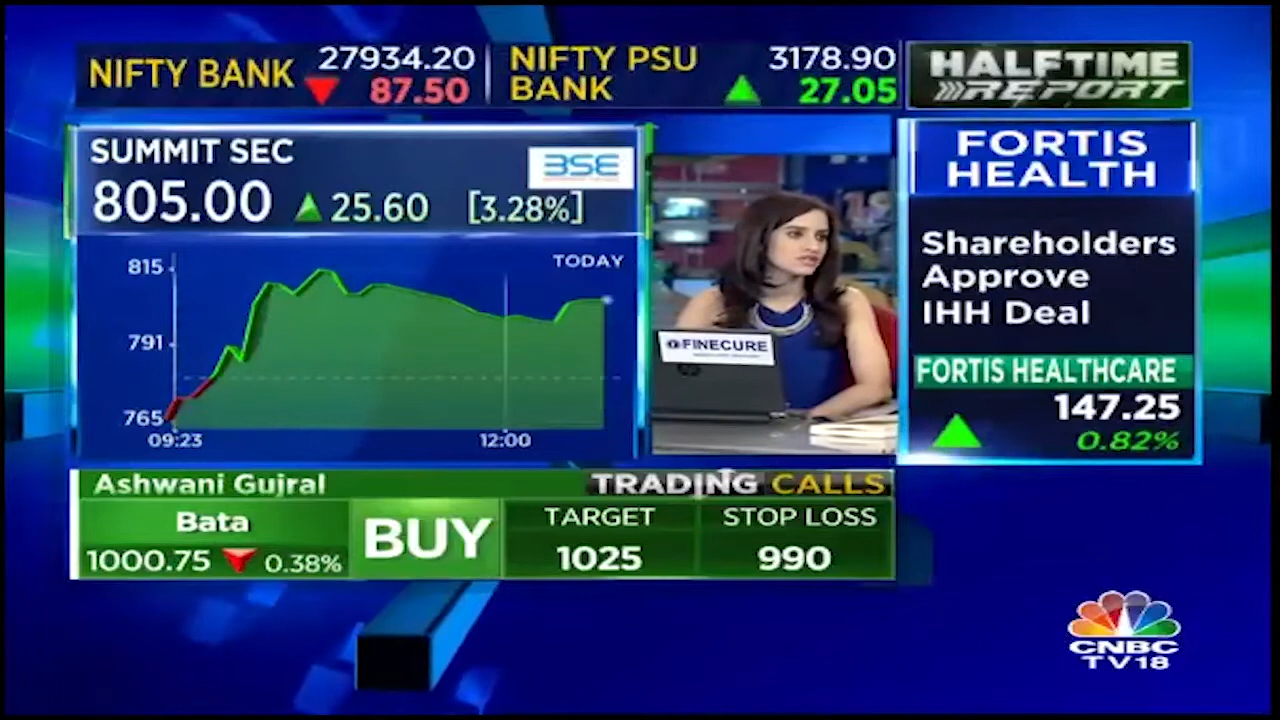 NIFTY BANK 27934.20 87.50
NIFTY PSU BANK 3178.90 27.05
HALFTIME REPORT
SUMMIT SEC
BSE
805.00 25.60 [3.28%]
TODAY
815
791
765
09:23 12:00
FINECURE
hp
FORTIS
HEALTH
Shareholders
Approve
IHH Deal
FORTIS HEALTHCARE
147.25
0.82%
Ashwani Gujral TRADING CALLS
Bata
1000.75 0.38%
BUY
TARGET STOP LOSS
1025 990
CNBC
TV18